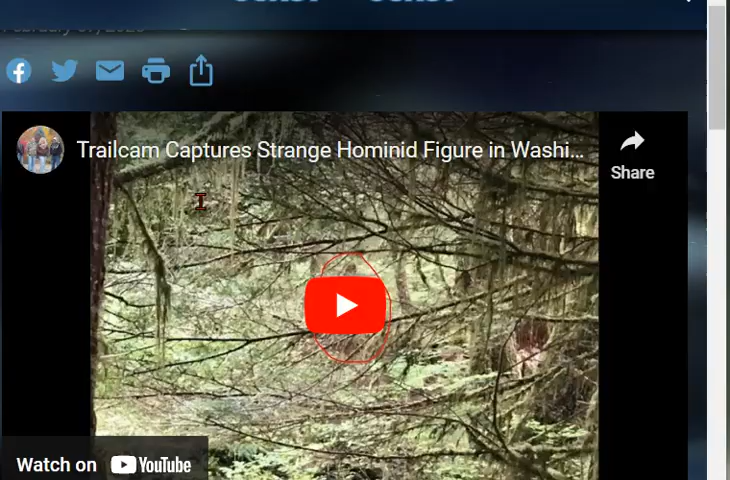 Trailcam Captures Strange Hominid Figure in Washi...
Share
Watch on YouTube